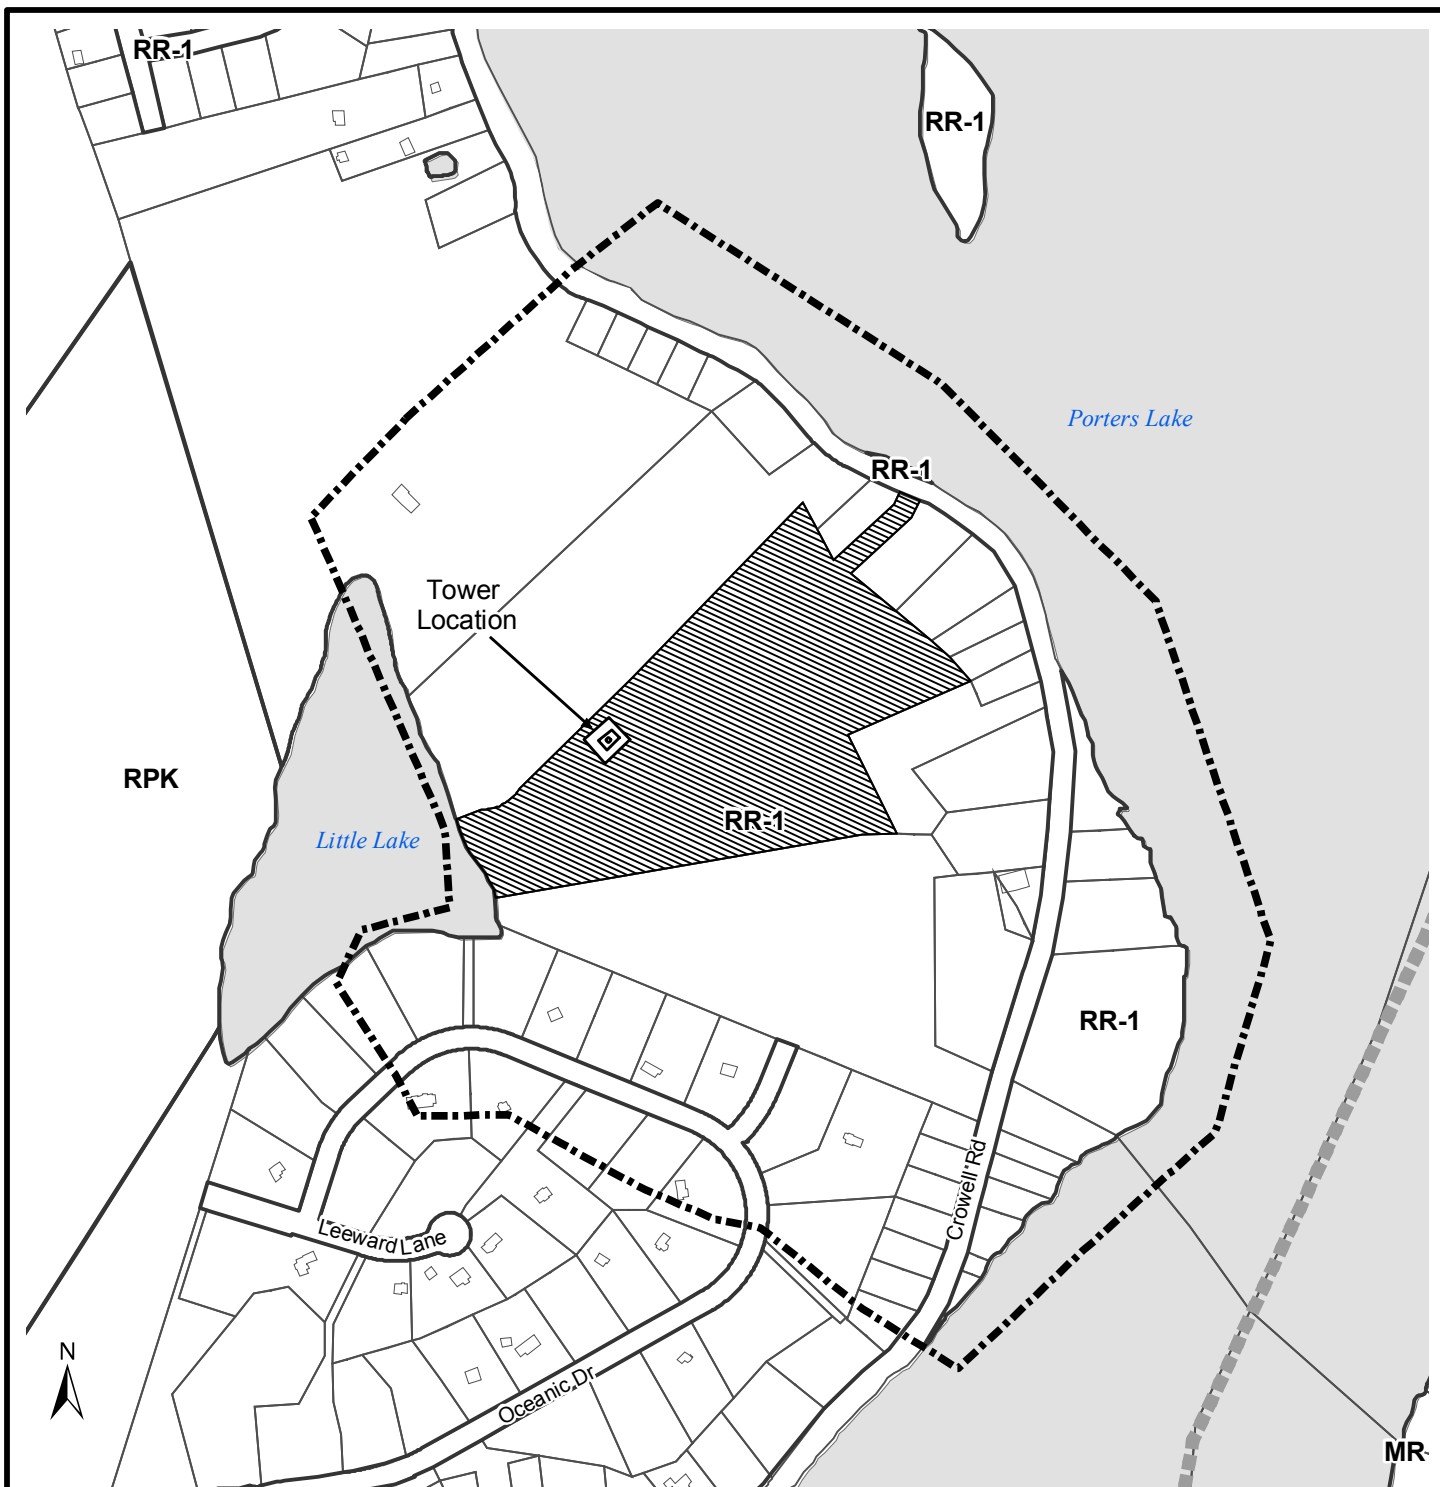 RR-1
RR-1
Porters Lake
RR-1
Tower
Location
RPK
RR-1
Little Lake
RR-1
Crowell Rd
Leeward Lane
N
Oceanic Dr
MR-